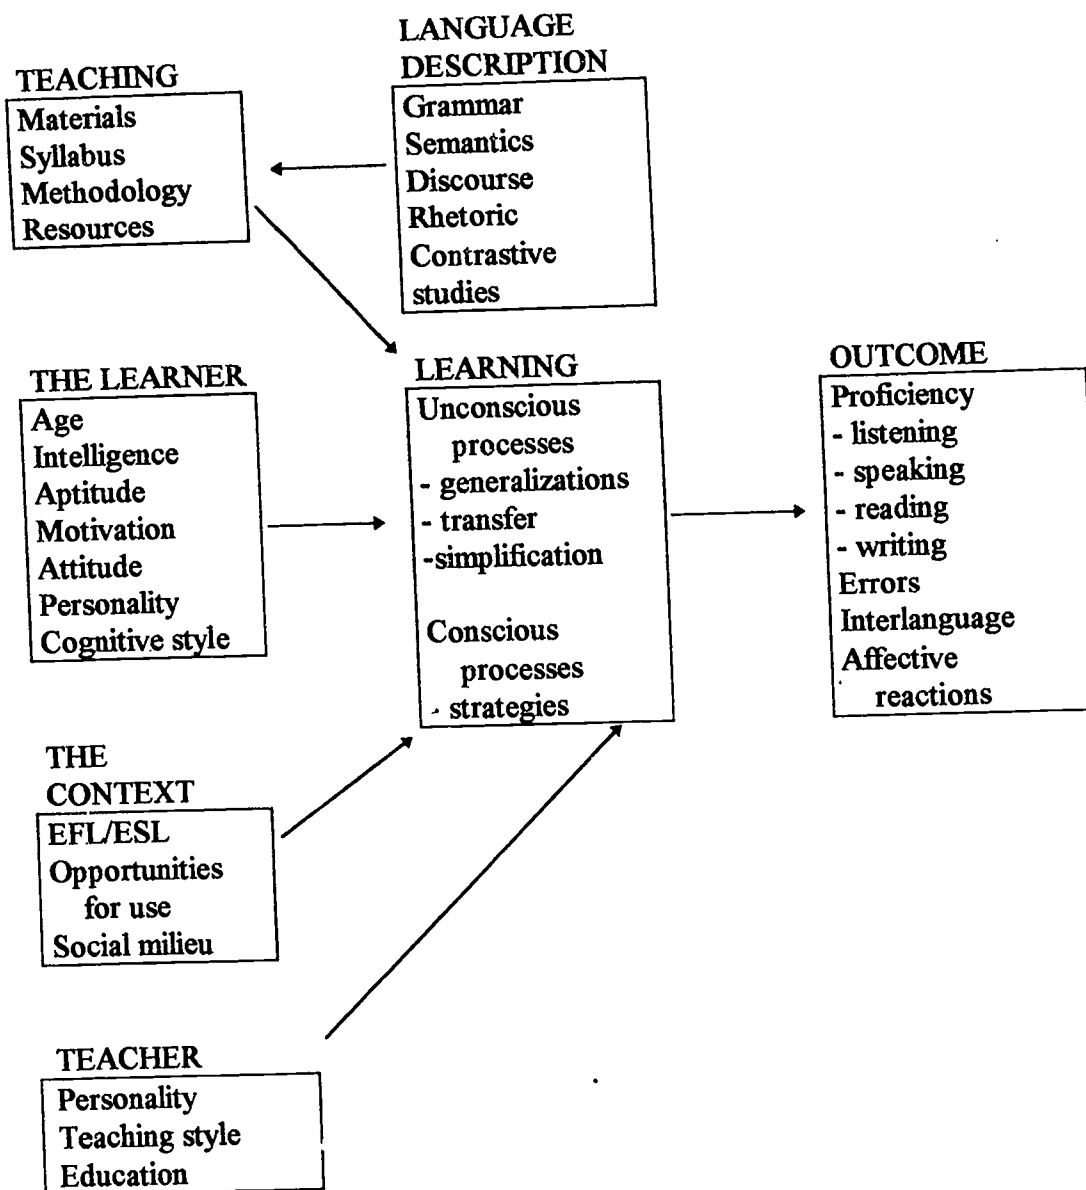 TEACHING
Materials
Syllabus
Methodology
Resources
LANGUAGE
DESCRIPTION
Grammar
Semantics
Discourse
Rhetoric
Contrastive
studies
THE LEARNER
Age
Intelligence
Aptitude
Motivation
Attitude
Personality
Cognitive style
LEARNING
Unconscious
processes
- generalizations
- transfer
-simplification
Conscious
processes
- strategies
OUTCOME
Proficiency
- listening
- speaking
- reading
- writing
Errors
Interlanguage
Affective
reactions
THE
CONTEXT
EFL/ESL
Opportunities
for use
Social milieu
TEACHER
Personality
Teaching style
Education